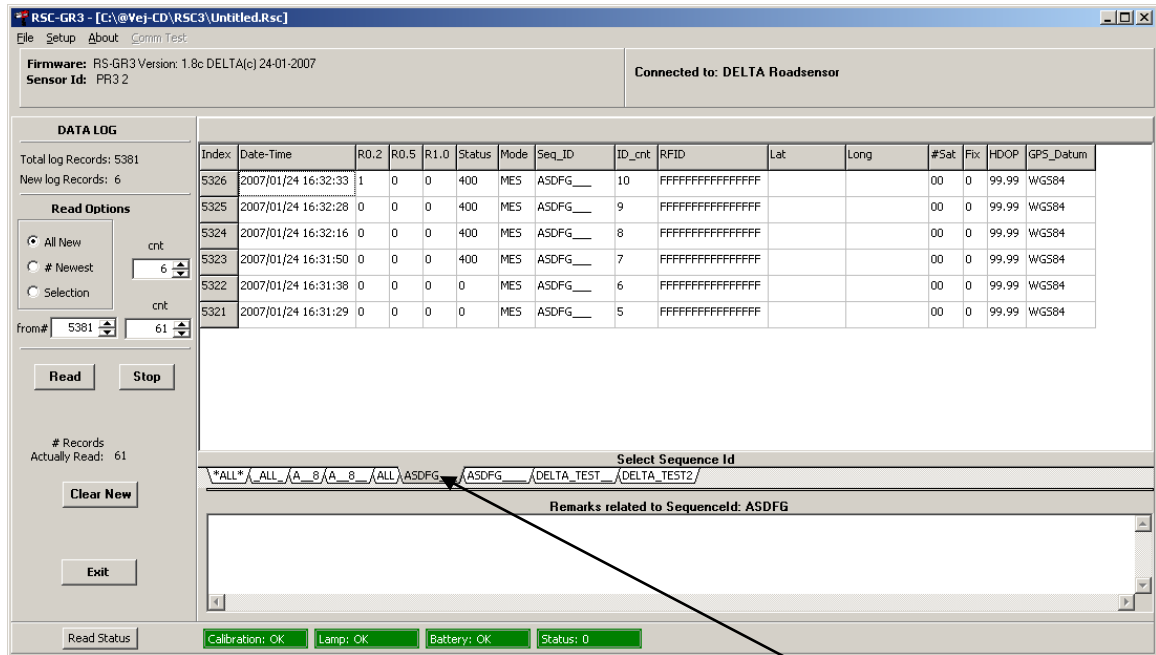 RSC-GR3 - [C:\@Vej-CD\RSC3\Untitled.Rsc]
File Setup About Comm Test
Firmware: RS-GR3 Version: 1.8c DELTA(c) 24-01-2007
Sensor Id: PR3 2
Connected to: DELTA Roadsensor
DATA LOG
Total log Records: 5381
New log Records: 6
Read Options
All New
cnt
# Newest
6
Selection
cnt
from# 5381 61
Read Stop
# Records
Actually Read: 61
Clear New
Exit
Index Date-Time R0.2 R0.5 R1.0 Status Mode Seq_ID ID_cnt RFID Lat Long #Sat Fix HDOP GPS_Datum
5326 2007/01/24 16:32:33 1 0 0 400 MES ASDFG___ 10 FFFFFFFFFFFFFFFF 00 0 99.99 WGS84
5325 2007/01/24 16:32:28 0 0 0 400 MES ASDFG___ 9 FFFFFFFFFFFFFFFF 00 0 99.99 WGS84
5324 2007/01/24 16:32:16 0 0 0 400 MES ASDFG___ 8 FFFFFFFFFFFFFFFF 00 0 99.99 WGS84
5323 2007/01/24 16:31:50 0 0 0 400 MES ASDFG___ 7 FFFFFFFFFFFFFFFF 00 0 99.99 WGS84
5322 2007/01/24 16:31:38 0 0 0 0 MES ASDFG___ 6 FFFFFFFFFFFFFFFF 00 0 99.99 WGS84
5321 2007/01/24 16:31:29 0 0 0 0 MES ASDFG___ 5 FFFFFFFFFFFFFFFF 00 0 99.99 WGS84
Select Sequence Id
*ALL* _ALL_ A__8 A__8__ ALL ASDFG__ ASDFG____ DELTA_TEST__ DELTA_TEST2
Remarks related to SequenceId: ASDFG
Read Status Calibration: OK Lamp: OK Battery: OK Status: 0